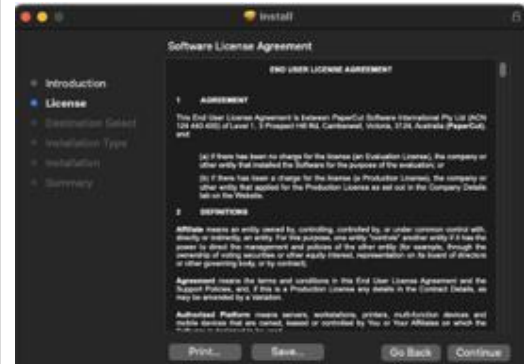 Install
Software License Agreement
Introduction
License
Destination Select
Installation Type
Installation
Summary
END USER LICENSE AGREEMENT
1 AGREEMENT
This End User License Agreement is between PaperCut Software International Pty Ltd (ACN
124 440 400) of Level 1, 3 Prospect Hill Rd, Camberwell, Victoria, 3124, Australia (PaperCut),
and
(a) if there has been no charge for the license (an Evaluation License), the company or
other entity that installed the Software for the purpose of the evaluation; or
(b) if there has been a charge for the license (a Production License), the company or
other entity that applied for the Production License as set out in the Company Details
tab on the Website.
2 DEFINITIONS
Affiliate means an entity owned by, controlling, controlled by, or under common control with,
directly or indirectly, an entity. For this purpose, one entity "controls" another entity if it has the
power to direct the management and policies of the other entity (for example, through the
ownership of voting securities or other equity interest, representation on its board of directors
or other governing body, or by contract).
Agreement means the terms and conditions in this End User License Agreement and the
Support Policies, and, if this is a Production License any details in the Contract Details, as
may be amended by a Variation.
Authorised Platform means servers, workstations, printers, multi-function devices and
mobile devices that are owned, leased or controlled by You or Your Affiliates on which the
Print...
Save...
Go Back
Continue